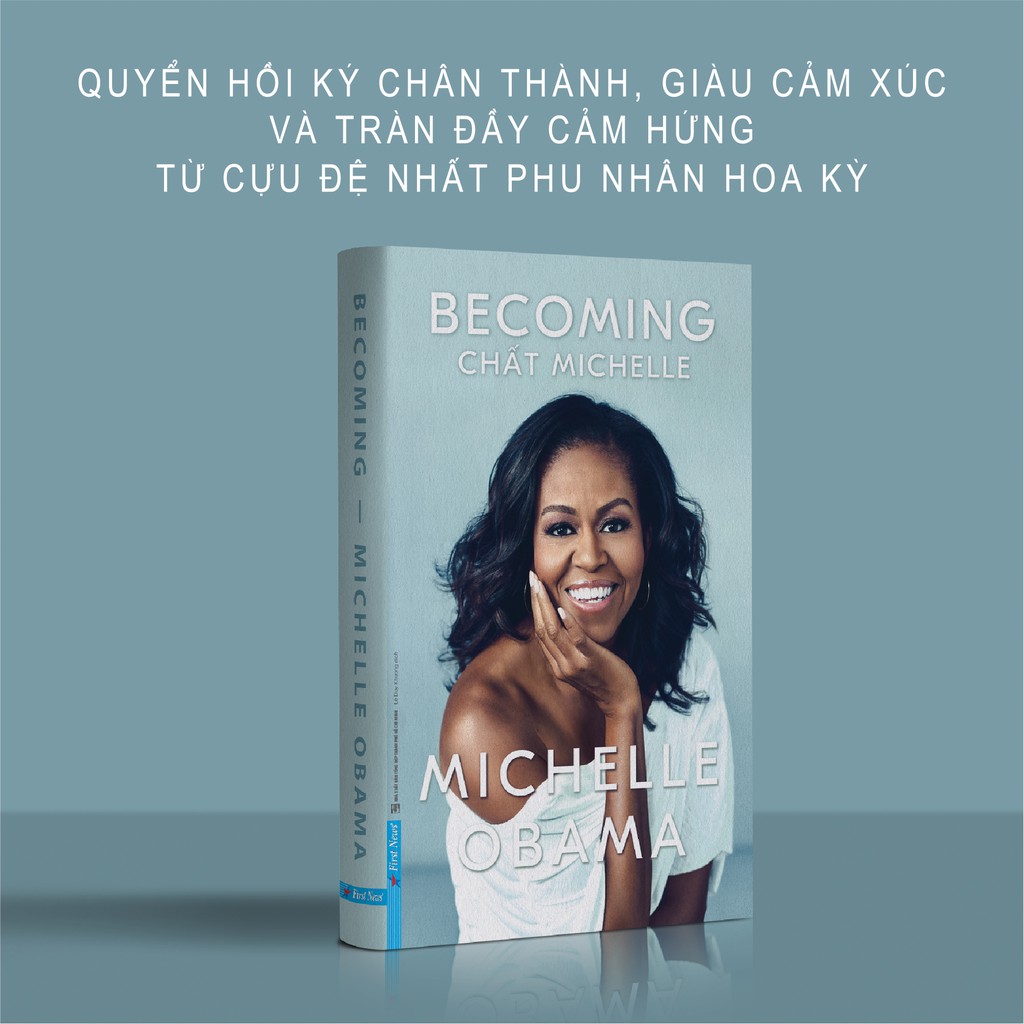 QUYỂN HỒI KÝ CHÂN THÀNH, GIÀU CẢM XÚC
VÀ TRÀN ĐẦY CẢM HỨNG
TỪ CỰU ĐỆ NHẤT PHU NHÂN HOA KỲ
BECOMING
CHẤT MICHELLE
MICHELLE
OBAMA
BECOMING — MICHELLE OBAMA
First News
First News